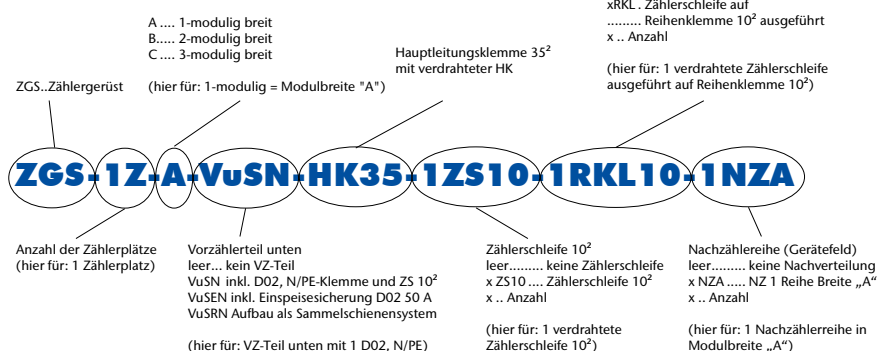 xRKL . Zählerschleife auf
......... Reihenklemme 10² ausgeführt
x .. Anzahl
(hier für: 1 verdrahtete Zählerschleife
ausgeführt auf Reihenklemme 10²)
A .... 1-modulig breit
B..... 2-modulig breit
C .... 3-modulig breit
(hier für: 1-modulig = Modulbreite "A")
Hauptleitungsklemme 35²
mit verdrahteter HK
ZGS..Zählergerüst
ZGS-1Z-A-VuSN-HK35-1ZS10-1RKL10-1NZA
Anzahl der Zählerplätze
(hier für: 1 Zählerplatz)
Vorzählerteil unten
leer... kein VZ-Teil
VuSN inkl. D02, N/PE-Klemme und ZS 10²
VuSEN inkl. Einspeisesicherung D02 50 A
VuSRN Aufbau als Sammelschienensystem
(hier für: VZ-Teil unten mit 1 D02, N/PE)
Zählerschleife 10²
leer......... keine Zählerschleife
x ZS10 .... Zählerschleife 10²
x .. Anzahl
(hier für: 1 verdrahtete
Zählerschleife 10²)
Nachzählereihe (Gerätefeld)
leer......... keine Nachverteilung
x NZA ..... NZ 1 Reihe Breite „A“
x .. Anzahl
(hier für: 1 Nachzählerreihe in
Modulbreite „A“)